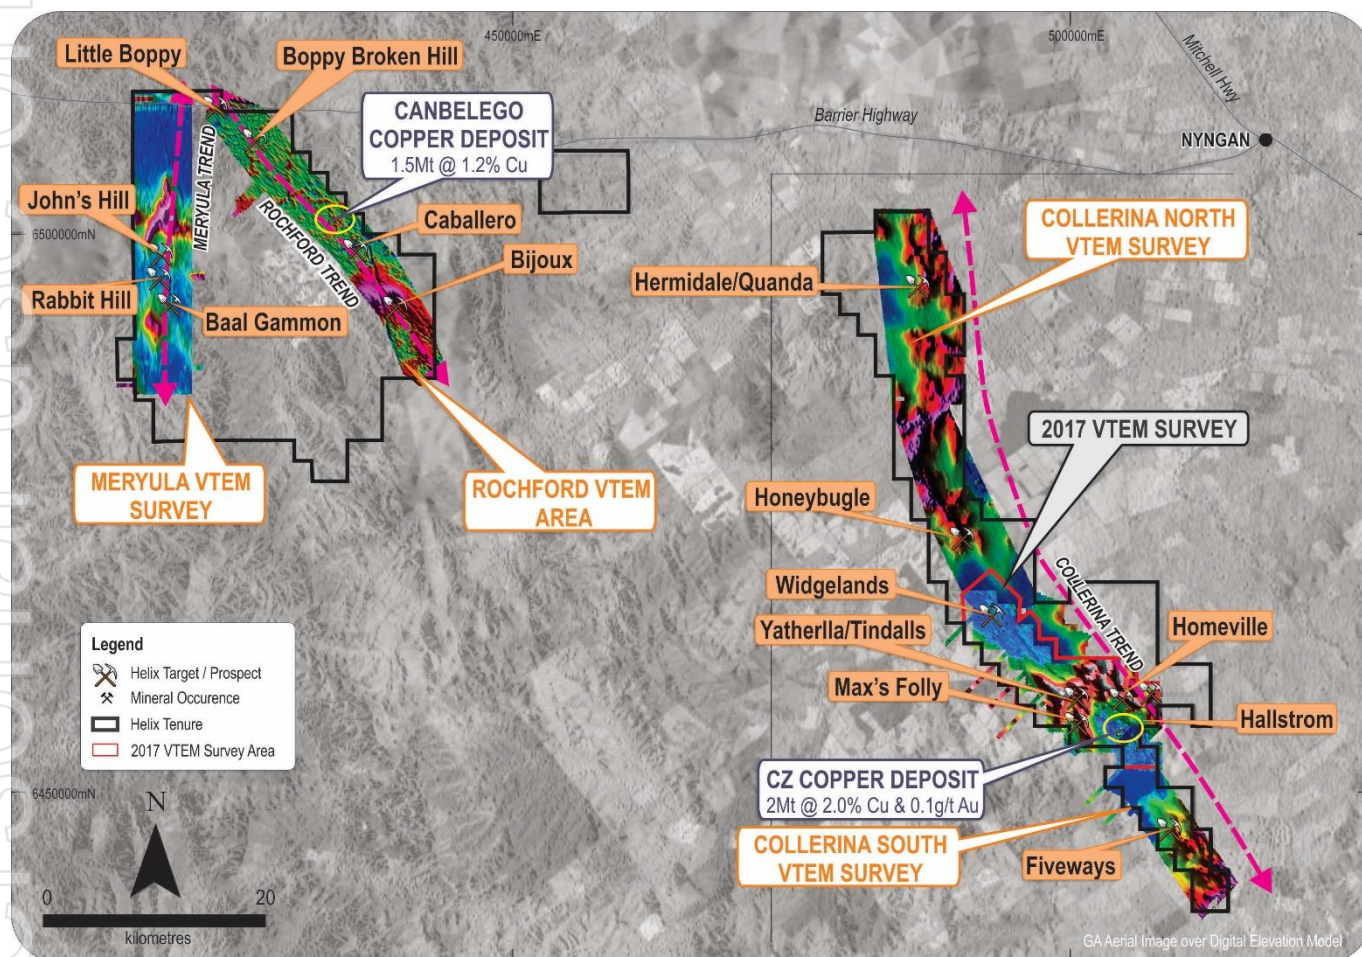 450000mE
500000mE
Little Boppy
Boppy Broken Hill
Mitchell Hwy
CANBELEGO
COPPER DEPOSIT
1.5Mt @ 1.2% Cu
Barrier Highway
NYNGAN
MERYULA TREND
John's Hill
ROCHFORD TREND
Caballero
COLLERINA NORTH
VTEM SURVEY
6500000mN
Bijoux
Hermidale/Quanda
Rabbit Hill
Baal Gammon
2017 VTEM SURVEY
MERYULA VTEM
SURVEY
ROCHFORD VTEM
AREA
Honeybugle
Widgelands
COLLERINA TREND
Yatherlla/Tindalls
Homeville
Max's Folly
Hallstrom
Legend
Helix Target / Prospect
Mineral Occurence
Helix Tenure
2017 VTEM Survey Area
CZ COPPER DEPOSIT
2Mt @ 2.0% Cu & 0.1g/t Au
6450000mN
N
COLLERINA SOUTH
VTEM SURVEY
Fiveways
0 20
kilometres
GA Aerial Image over Digital Elevation Model